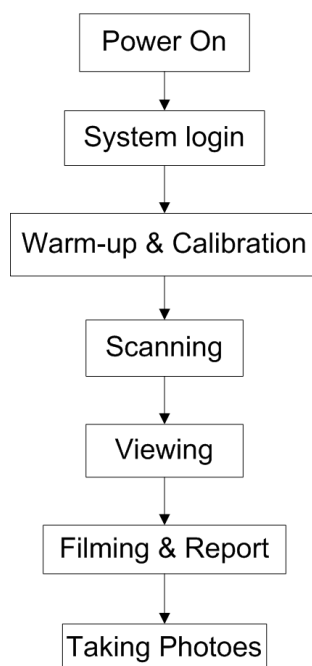 Power On
System login
Warm-up & Calibration
Scanning
Viewing
Filming & Report
Taking Photoes